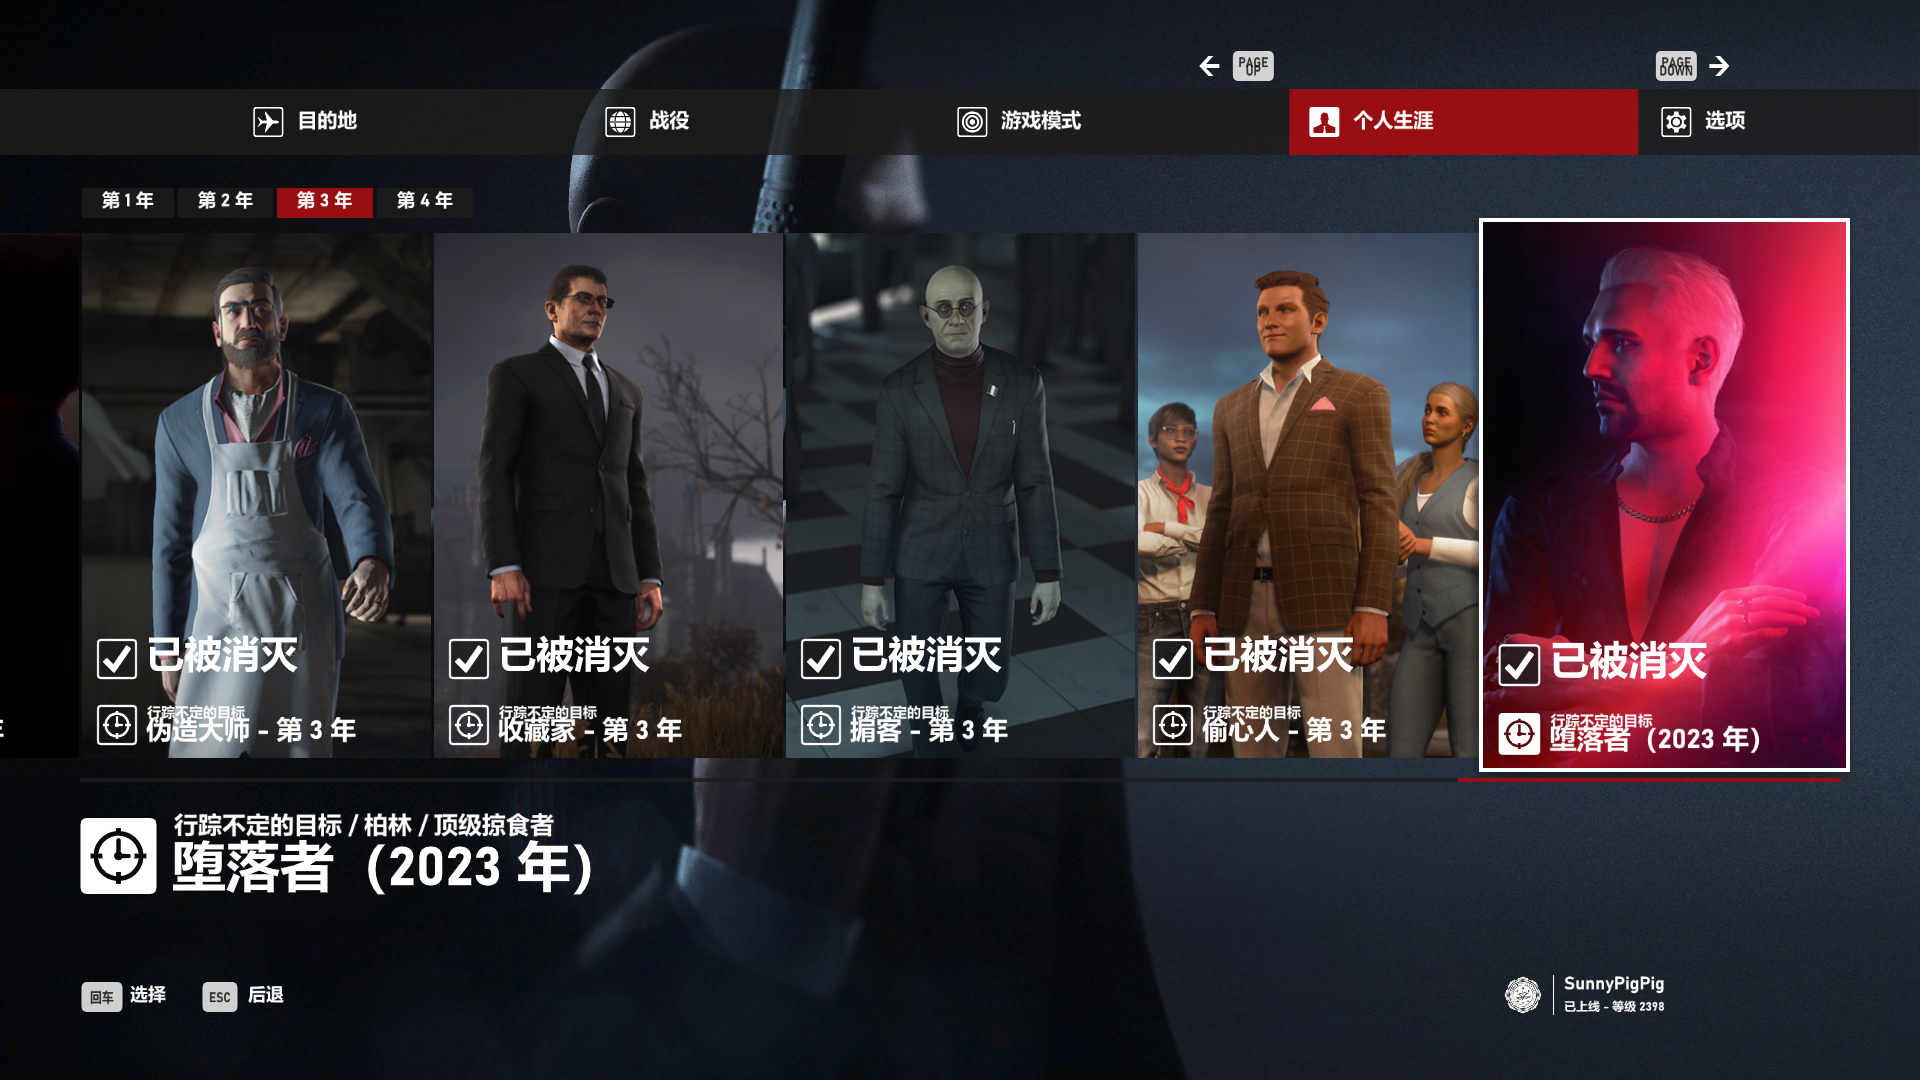 PAGE UP
PAGE DOWN
目的地
战役
游戏模式
个人生涯
选项
第 1 年
第 2 年
第 3 年
第 4 年
已被消灭
行踪不定的目标
伪造大师 – 第 3 年
已被消灭
行踪不定的目标
收藏家 – 第 3 年
已被消灭
行踪不定的目标
掮客 – 第 3 年
已被消灭
行踪不定的目标
偷心人 – 第 3 年
已被消灭
行踪不定的目标
堕落者（2023 年）
行踪不定的目标 / 柏林 / 顶级掠食者
堕落者（2023 年）
回车 选择
ESC 后退
SunnyPigPig
已上线 – 等级 2398